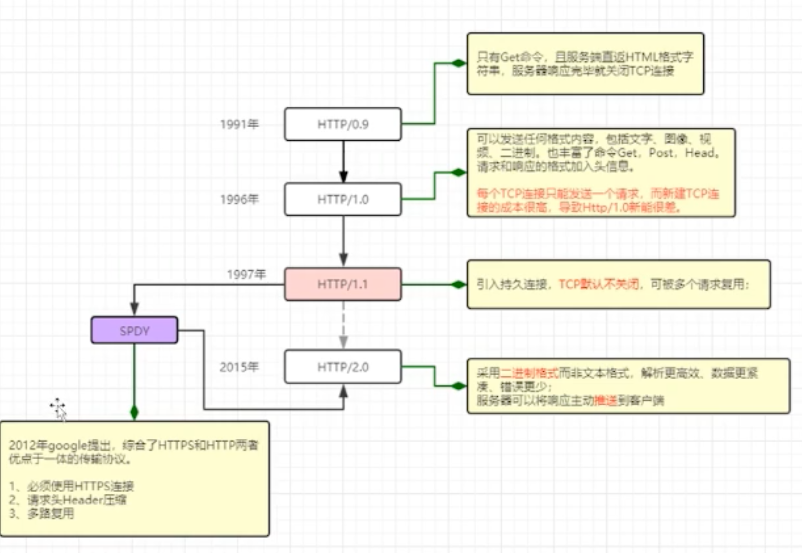 只有Get命令，且服务端直返HTML格式字
符串，服务器响应完毕就关闭TCP连接
1991年
HTTP/0.9
可以发送任何格式内容，包括文字、图像、视
频、二进制。也丰富了命令Get，Post，Head。
请求和响应的格式加入头信息。
每个TCP连接只能发送一个请求，而新建TCP连
接的成本很高，导致Http/1.0新能很差。
1996年
HTTP/1.0
1997年
HTTP/1.1
引入持久连接，TCP默认不关闭，可被多个请求复用；
SPDY
2015年
HTTP/2.0
采用二进制格式而非文本格式，解析更高效、数据更紧
凑、错误更少；
服务器可以将响应主动推送到客户端
2012年google提出，综合了HTTPS和HTTP两者
优点于一体的传输协议。
1、必须使用HTTPS连接
2、请求头Header压缩
3、多路复用